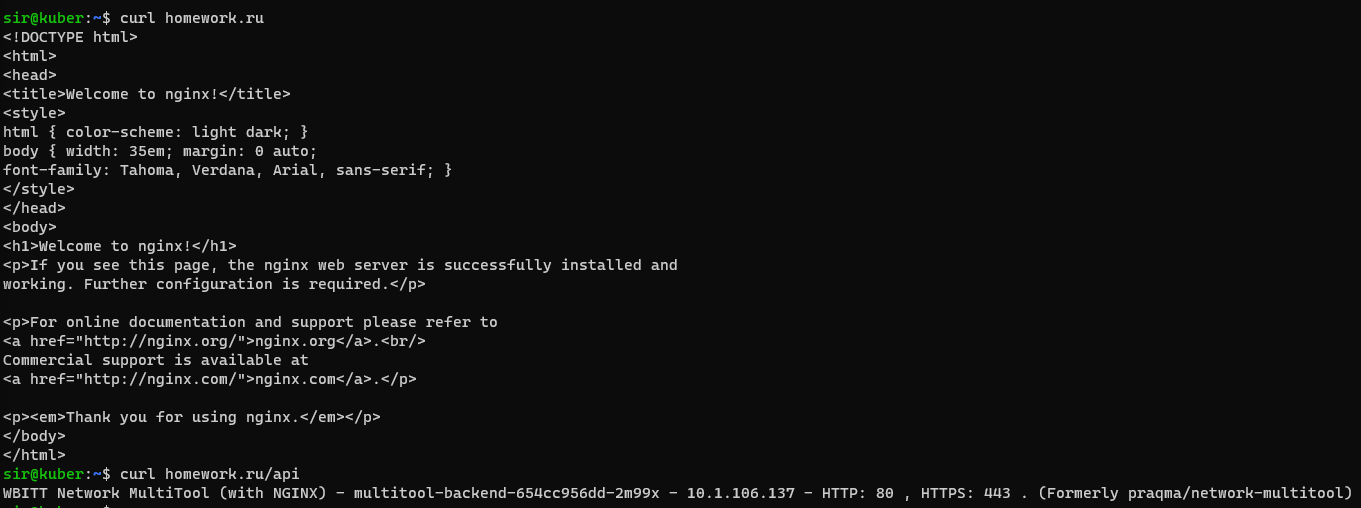 sir@kuber:~$ curl homework.ru
<!DOCTYPE html>
<html>
<head>
<title>Welcome to nginx!</title>
<style>
html { color-scheme: light dark; }
body { width: 35em; margin: 0 auto;
font-family: Tahoma, Verdana, Arial, sans-serif; }
</style>
</head>
<body>
<h1>Welcome to nginx!</h1>
<p>If you see this page, the nginx web server is successfully installed and
working. Further configuration is required.</p>

<p>For online documentation and support please refer to
<a href="http://nginx.org/">nginx.org</a>.<br/>
Commercial support is available at
<a href="http://nginx.com/">nginx.com</a>.</p>

<p><em>Thank you for using nginx.</em></p>
</body>
</html>
sir@kuber:~$ curl homework.ru/api
WBITT Network MultiTool (with NGINX) - multitool-backend-654cc956dd-2m99x - 10.1.106.137 - HTTP: 80 , HTTPS: 443 . (Formerly praqma/network-multitool)